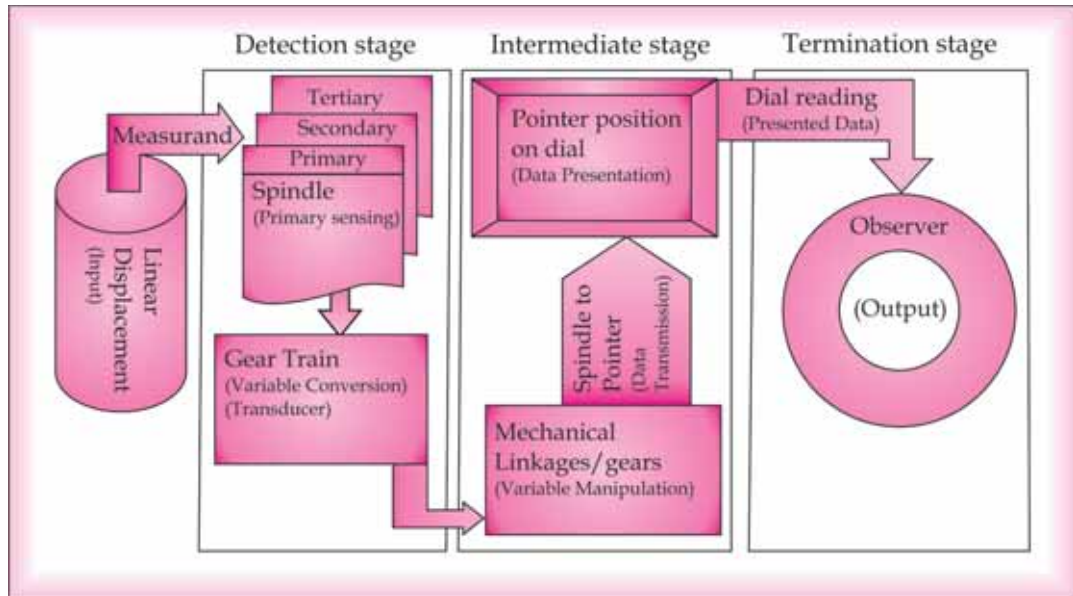 Detection stage
Intermediate stage
Termination stage
Linear
Displacement
(Input)
Measurand
Tertiary
Secondary
Primary
Spindle
(Primary sensing)
Gear Train
(Variable Conversion)
(Transducer)
Mechanical
Linkages/gears
(Variable Manipulation)
Spindle to
Pointer
(Data
Transmission)
Pointer position
on dial
(Data Presentation)
Dial reading
(Presented Data)
Observer
(Output)